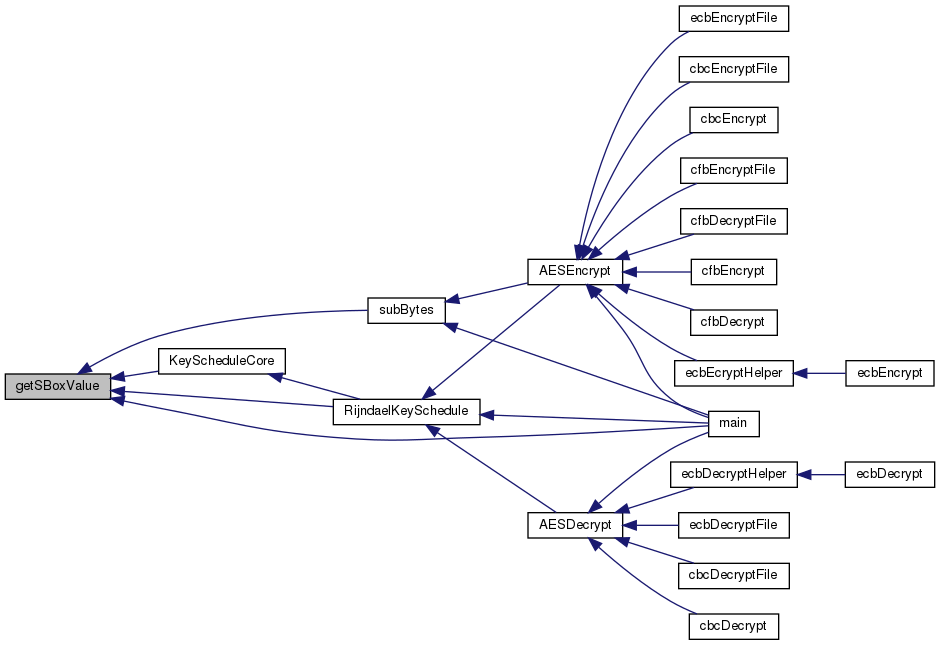 ecbEncryptFile
cbcEncryptFile
cbcEncrypt
cfbEncryptFile
cfbDecryptFile
AESEncrypt
cfbEncrypt
subBytes
cfbDecrypt
KeyScheduleCore
ecbEcryptHelper
ecbEncrypt
getSBoxValue
RijndaelKeySchedule
main
ecbDecryptHelper
ecbDecrypt
AESDecrypt
ecbDecryptFile
cbcDecryptFile
cbcDecrypt